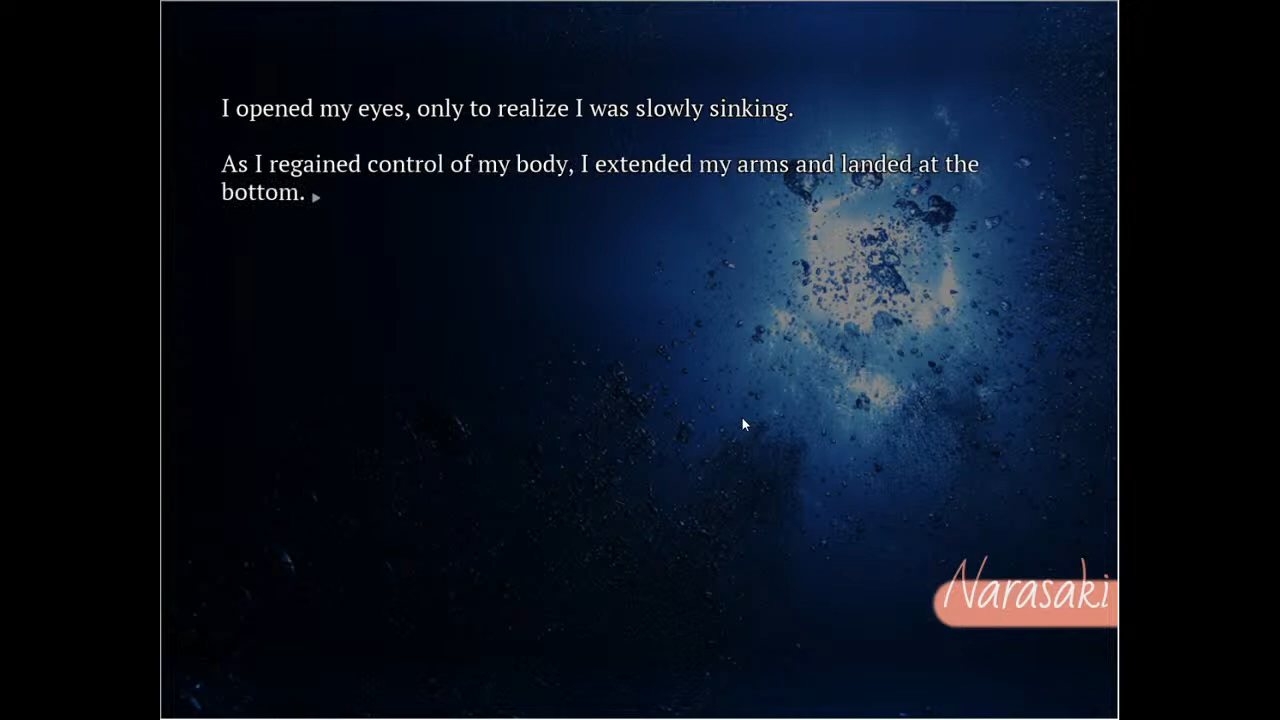 I opened my eyes, only to realize I was slowly sinking.
As I regained control of my body, I extended my arms and landed at the
bottom.
Narasaki